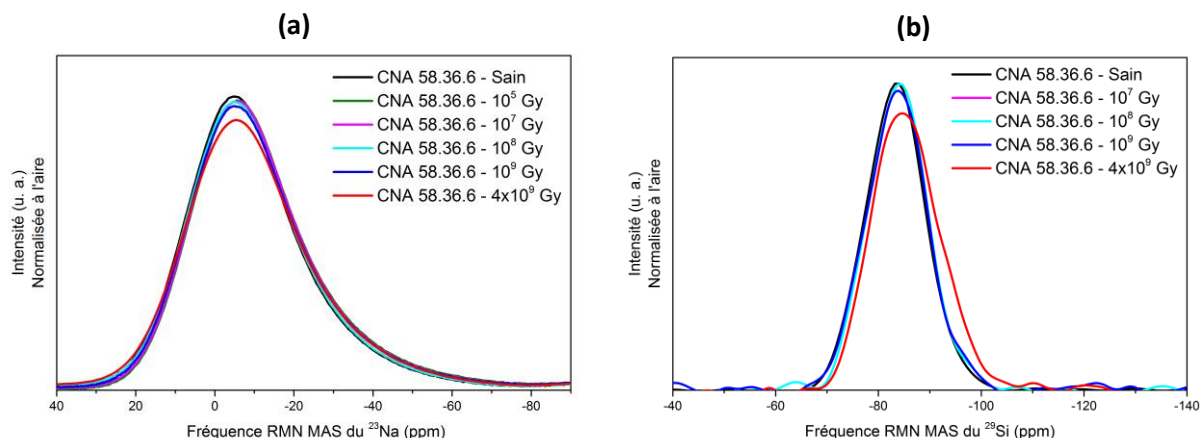 (a)
CNA 58.36.6 - Sain
CNA 58.36.6 - 10⁵ Gy
CNA 58.36.6 - 10⁷ Gy
CNA 58.36.6 - 10⁸ Gy
CNA 58.36.6 - 10⁹ Gy
CNA 58.36.6 - 4x10⁹ Gy
Intensité (u. a.)
Normalisée à l'aire
40 20 0 -20 -40 -60 -80
Fréquence RMN MAS du ²³Na (ppm)
(b)
CNA 58.36.6 - Sain
CNA 58.36.6 - 10⁷ Gy
CNA 58.36.6 - 10⁸ Gy
CNA 58.36.6 - 10⁹ Gy
CNA 58.36.6 - 4x10⁹ Gy
Intensité (u. a.)
Normalisée à l'aire
-40 -60 -80 -100 -120 -140
Fréquence RMN MAS du ²⁹Si (ppm)